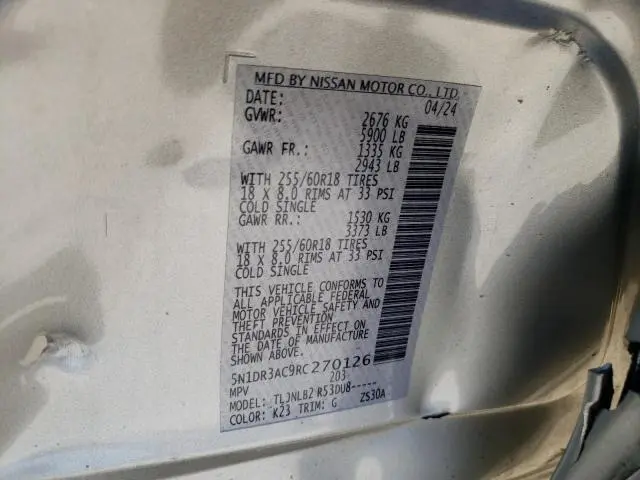 MFD BY NISSAN MOTOR CO., LTD.
DATE: 04/24
GVWR: 2676 KG
5900 LB
GAWR FR.: 1335 KG
2943 LB
WITH 255/60R18 TIRES
18 X 8.0 RIMS AT 33 PSI
COLD SINGLE
GAWR RR.: 1530 KG
3373 LB
WITH 255/60R18 TIRES
18 X 8.0 RIMS AT 33 PSI
COLD SINGLE
THIS VEHICLE CONFORMS TO
ALL APPLICABLE FEDERAL
MOTOR VEHICLE SAFETY AND
THEFT PREVENTION
STANDARDS IN EFFECT ON
THE DATE OF MANUFACTURE
SHOWN ABOVE.
5N1DR3AC9RC270126
MPV 203
MODEL: TLJNLB2 R53DU8-----
COLOR: K23 TRIM: G ZS30A